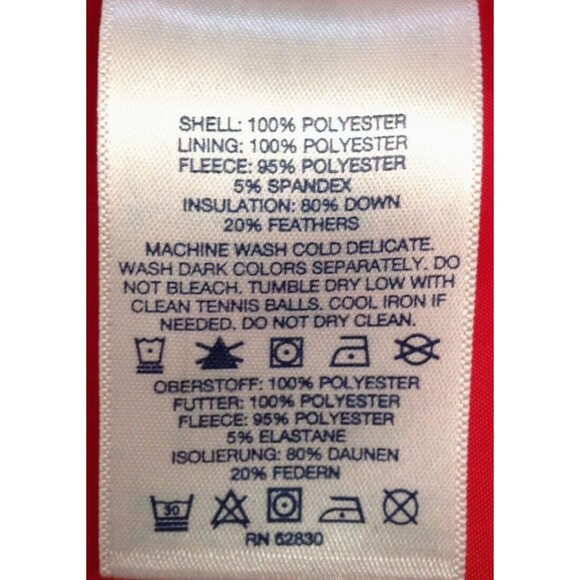 SHELL: 100% POLYESTER
LINING: 100% POLYESTER
FLEECE: 95% POLYESTER
5% SPANDEX
INSULATION: 80% DOWN
20% FEATHERS
MACHINE WASH COLD DELICATE.
WASH DARK COLORS SEPARATELY. DO
NOT BLEACH. TUMBLE DRY LOW WITH
CLEAN TENNIS BALLS. COOL IRON IF
NEEDED. DO NOT DRY CLEAN.
OBERSTOFF: 100% POLYESTER
FUTTER: 100% POLYESTER
FLEECE: 95% POLYESTER
5% ELASTANE
ISOLIERUNG: 80% DAUNEN
20% FEDERN
30
RN 52830